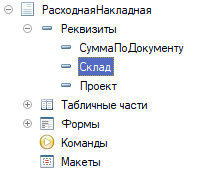 РасходнаяНакладная
Реквизиты
СуммаПоДокументу
Склад
Проект
Табличные части
Формы
Команды
Макеты